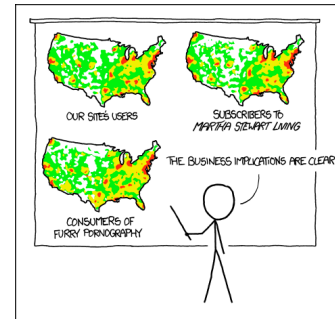 OUR SITE'S USERS
SUBSCRIBERS TO
MARTHA STEWART LIVING
THE BUSINESS IMPLICATIONS ARE CLEAR
CONSUMERS OF
FURRY PORNOGRAPHY